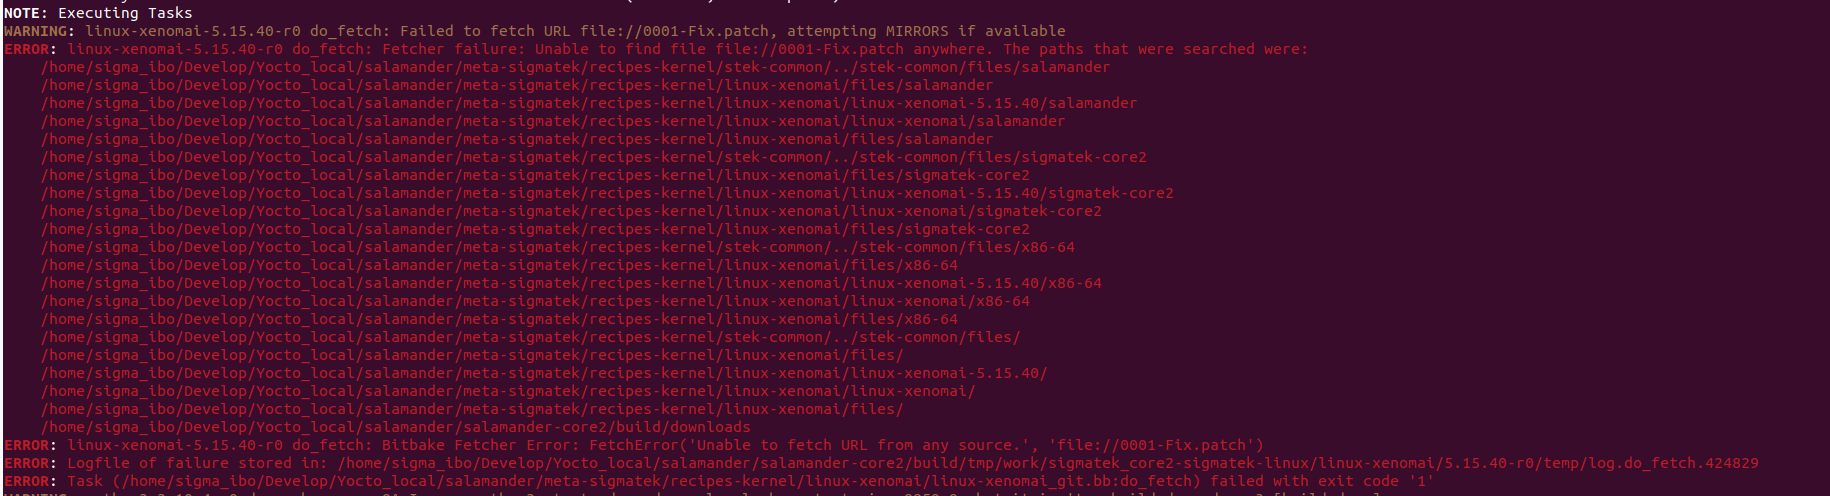 NOTE: Executing Tasks
WARNING: linux-xenomai-5.15.40-r0 do_fetch: Failed to fetch URL file://0001-Fix.patch, attempting MIRRORS if available
ERROR: linux-xenomai-5.15.40-r0 do_fetch: Fetcher failure: Unable to find file file://0001-Fix.patch anywhere. The paths that were searched were:
/home/sigma_ibo/Develop/Yocto_local/salamander/meta-sigmatek/recipes-kernel/stek-common/../stek-common/files/salamander
/home/sigma_ibo/Develop/Yocto_local/salamander/meta-sigmatek/recipes-kernel/linux-xenomai/files/salamander
/home/sigma_ibo/Develop/Yocto_local/salamander/meta-sigmatek/recipes-kernel/linux-xenomai/linux-xenomai-5.15.40/salamander
/home/sigma_ibo/Develop/Yocto_local/salamander/meta-sigmatek/recipes-kernel/linux-xenomai/linux-xenomai/salamander
/home/sigma_ibo/Develop/Yocto_local/salamander/meta-sigmatek/recipes-kernel/linux-xenomai/files/salamander
/home/sigma_ibo/Develop/Yocto_local/salamander/meta-sigmatek/recipes-kernel/stek-common/../stek-common/files/sigmatek-core2
/home/sigma_ibo/Develop/Yocto_local/salamander/meta-sigmatek/recipes-kernel/linux-xenomai/files/sigmatek-core2
/home/sigma_ibo/Develop/Yocto_local/salamander/meta-sigmatek/recipes-kernel/linux-xenomai/linux-xenomai-5.15.40/sigmatek-core2
/home/sigma_ibo/Develop/Yocto_local/salamander/meta-sigmatek/recipes-kernel/linux-xenomai/linux-xenomai/sigmatek-core2
/home/sigma_ibo/Develop/Yocto_local/salamander/meta-sigmatek/recipes-kernel/linux-xenomai/files/sigmatek-core2
/home/sigma_ibo/Develop/Yocto_local/salamander/meta-sigmatek/recipes-kernel/stek-common/../stek-common/files/x86-64
/home/sigma_ibo/Develop/Yocto_local/salamander/meta-sigmatek/recipes-kernel/linux-xenomai/files/x86-64
/home/sigma_ibo/Develop/Yocto_local/salamander/meta-sigmatek/recipes-kernel/linux-xenomai/linux-xenomai-5.15.40/x86-64
/home/sigma_ibo/Develop/Yocto_local/salamander/meta-sigmatek/recipes-kernel/linux-xenomai/linux-xenomai/x86-64
/home/sigma_ibo/Develop/Yocto_local/salamander/meta-sigmatek/recipes-kernel/linux-xenomai/files/x86-64
/home/sigma_ibo/Develop/Yocto_local/salamander/meta-sigmatek/recipes-kernel/stek-common/../stek-common/files/
/home/sigma_ibo/Develop/Yocto_local/salamander/meta-sigmatek/recipes-kernel/linux-xenomai/files/
/home/sigma_ibo/Develop/Yocto_local/salamander/meta-sigmatek/recipes-kernel/linux-xenomai/linux-xenomai-5.15.40/
/home/sigma_ibo/Develop/Yocto_local/salamander/meta-sigmatek/recipes-kernel/linux-xenomai/linux-xenomai/
/home/sigma_ibo/Develop/Yocto_local/salamander/meta-sigmatek/recipes-kernel/linux-xenomai/files/
/home/sigma_ibo/Develop/Yocto_local/salamander/salamander-core2/build/downloads
ERROR: linux-xenomai-5.15.40-r0 do_fetch: Bitbake Fetcher Error: FetchError('Unable to fetch URL from any source.', 'file://0001-Fix.patch')
ERROR: Logfile of failure stored in: /home/sigma_ibo/Develop/Yocto_local/salamander/salamander-core2/build/tmp/work/sigmatek_core2-sigmatek-linux/linux-xenomai/5.15.40-r0/temp/log.do_fetch.424829
ERROR: Task (/home/sigma_ibo/Develop/Yocto_local/salamander/meta-sigmatek/recipes-kernel/linux-xenomai/linux-xenomai_git.bb:do_fetch) failed with exit code '1'